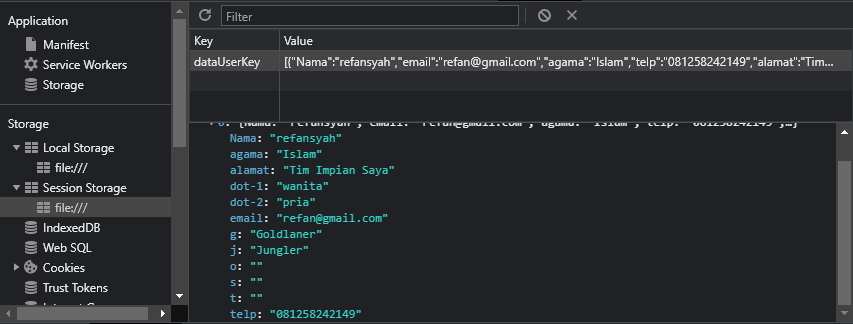 Application
Manifest
Service Workers
Storage
Storage
Local Storage
file:///
Session Storage
file:///
IndexedDB
Web SQL
Cookies
Trust Tokens
Filter
Key Value
dataUserKey [{"Nama":"refansyah","email":"refan@gmail.com","agama":"Islam","telp":"081258242149","alamat":"Tim...
0: {Nama: "refansyah", email: "refan@gmail.com", agama: "Islam", telp: "081258242149",…}
Nama: "refansyah"
agama: "Islam"
alamat: "Tim Impian Saya"
dot-1: "wanita"
dot-2: "pria"
email: "refan@gmail.com"
g: "Goldlaner"
j: "Jungler"
o: ""
s: ""
t: ""
telp: "081258242149"